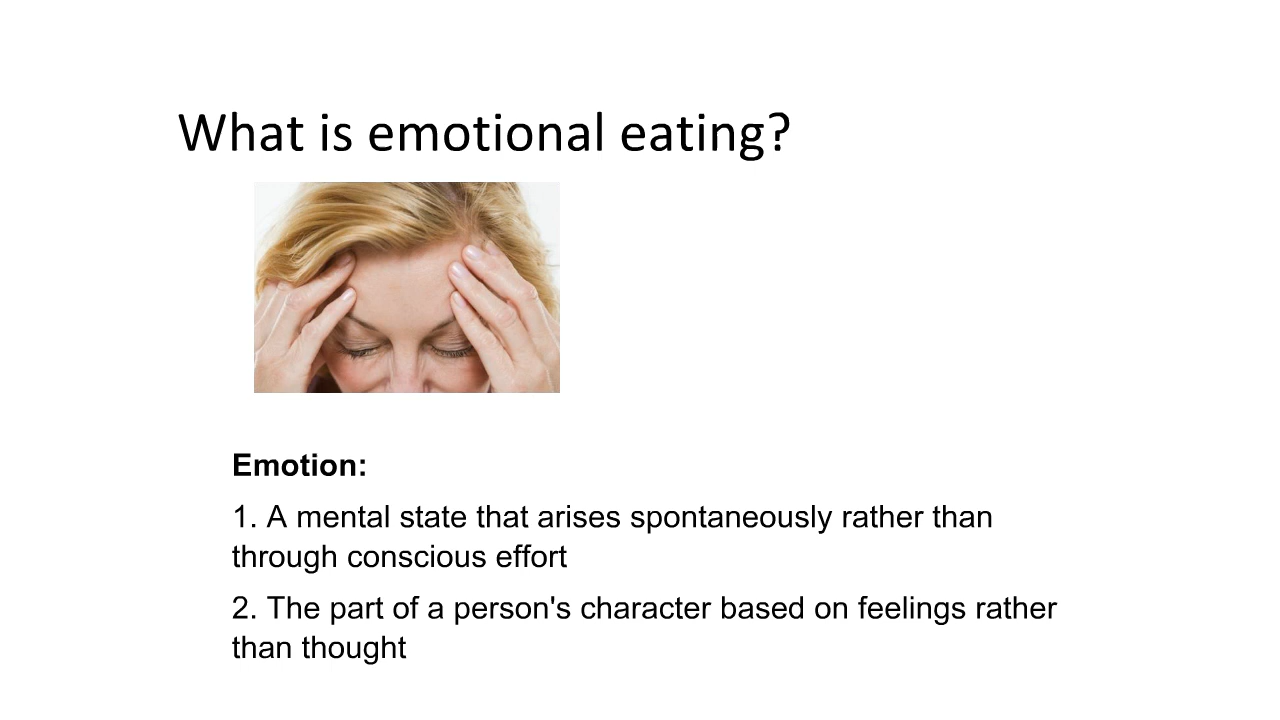 What is emotional eating?
Emotion:
1. A mental state that arises spontaneously rather than
through conscious effort
2. The part of a person's character based on feelings rather
than thought